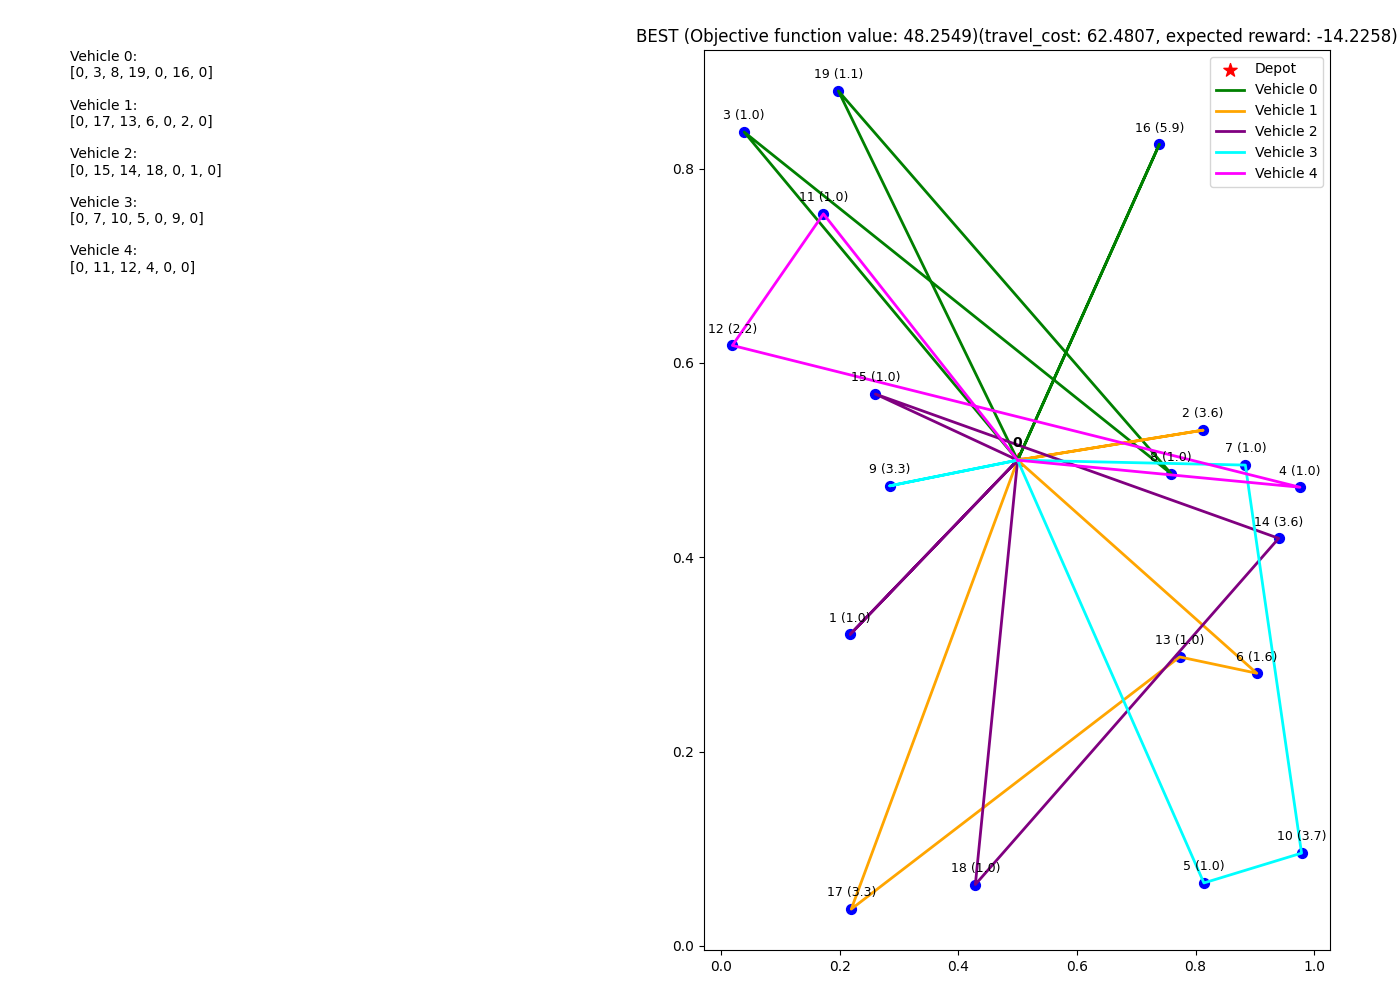 BEST (Objective function value: 48.2549)(travel_cost: 62.4807, expected reward: -14.2258)
Vehicle 0:
[0, 3, 8, 19, 0, 16, 0]
Vehicle 1:
[0, 17, 13, 6, 0, 2, 0]
Vehicle 2:
[0, 15, 14, 18, 0, 1, 0]
Vehicle 3:
[0, 7, 10, 5, 0, 9, 0]
Vehicle 4:
[0, 11, 12, 4, 0, 0]
Depot
Vehicle 0
Vehicle 1
Vehicle 2
Vehicle 3
Vehicle 4
19 (1.1)
3 (1.0)
16 (5.9)
11 (1.0)
12 (2.2)
15 (1.0)
2 (3.6)
0
7 (1.0)
8 (1.0)
9 (3.3)
4 (1.0)
14 (3.6)
1 (1.0)
13 (1.0)
6 (1.6)
10 (3.7)
5 (1.0)
18 (1.0)
17 (3.3)
0.8
0.6
0.4
0.2
0.0
0.0
0.2
0.4
0.6
0.8
1.0